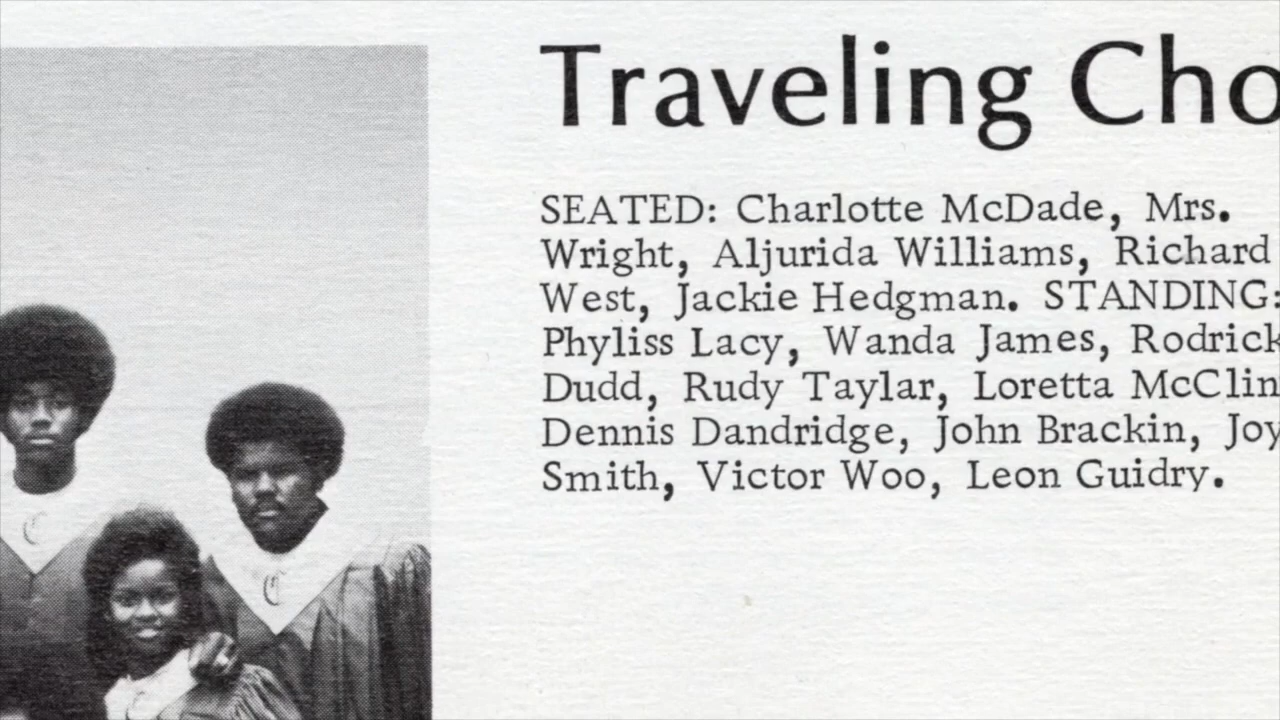 Traveling Cho
SEATED: Charlotte McDade, Mrs.
Wright, Aljurida Williams, Richard
West, Jackie Hedgman. STANDING:
Phyliss Lacy, Wanda James, Rodrick
Dudd, Rudy Taylar, Loretta McClin
Dennis Dandridge, John Brackin, Joy
Smith, Victor Woo, Leon Guidry.
C
C